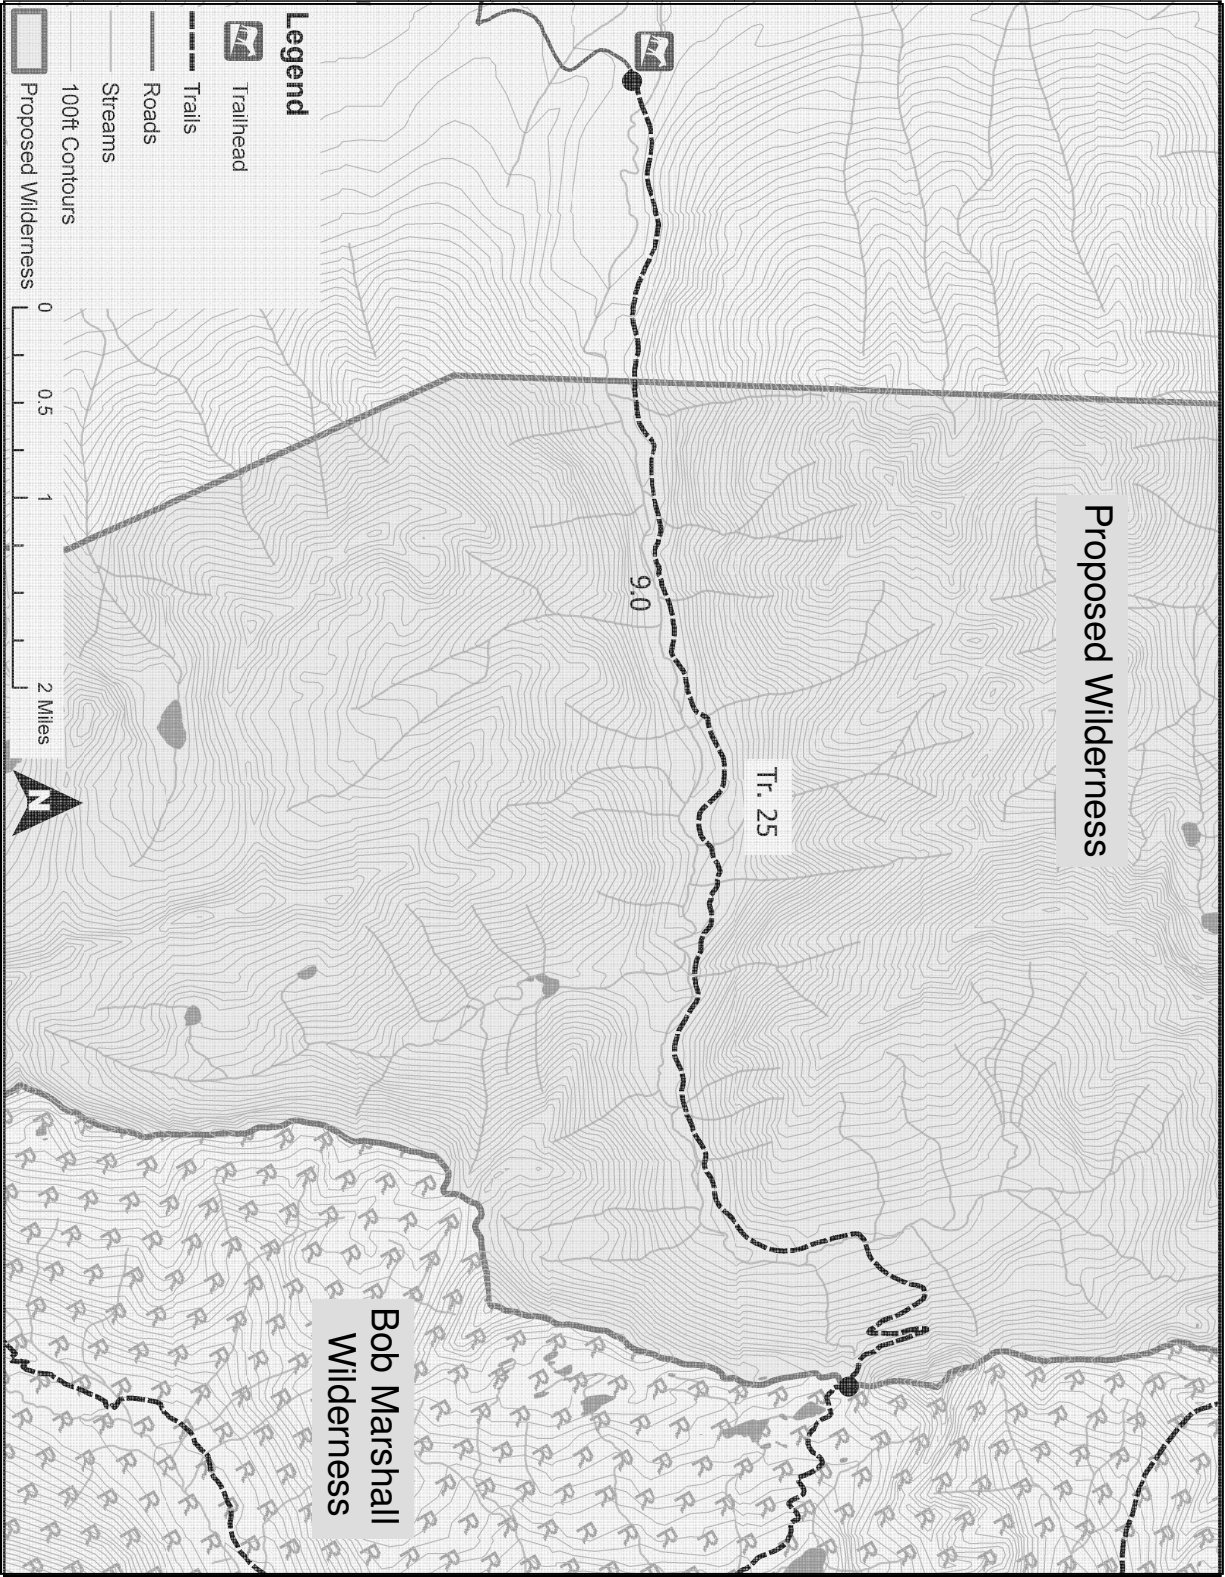 Proposed Wilderness
Tr. 25
9.0
Bob Marshall
Wilderness
Legend
Trailhead
Trails
Roads
Streams
100ft Contours
Proposed Wilderness
0 0.5 1 2 Miles
N
R R R R R R R R R R R R R R R R R R R R